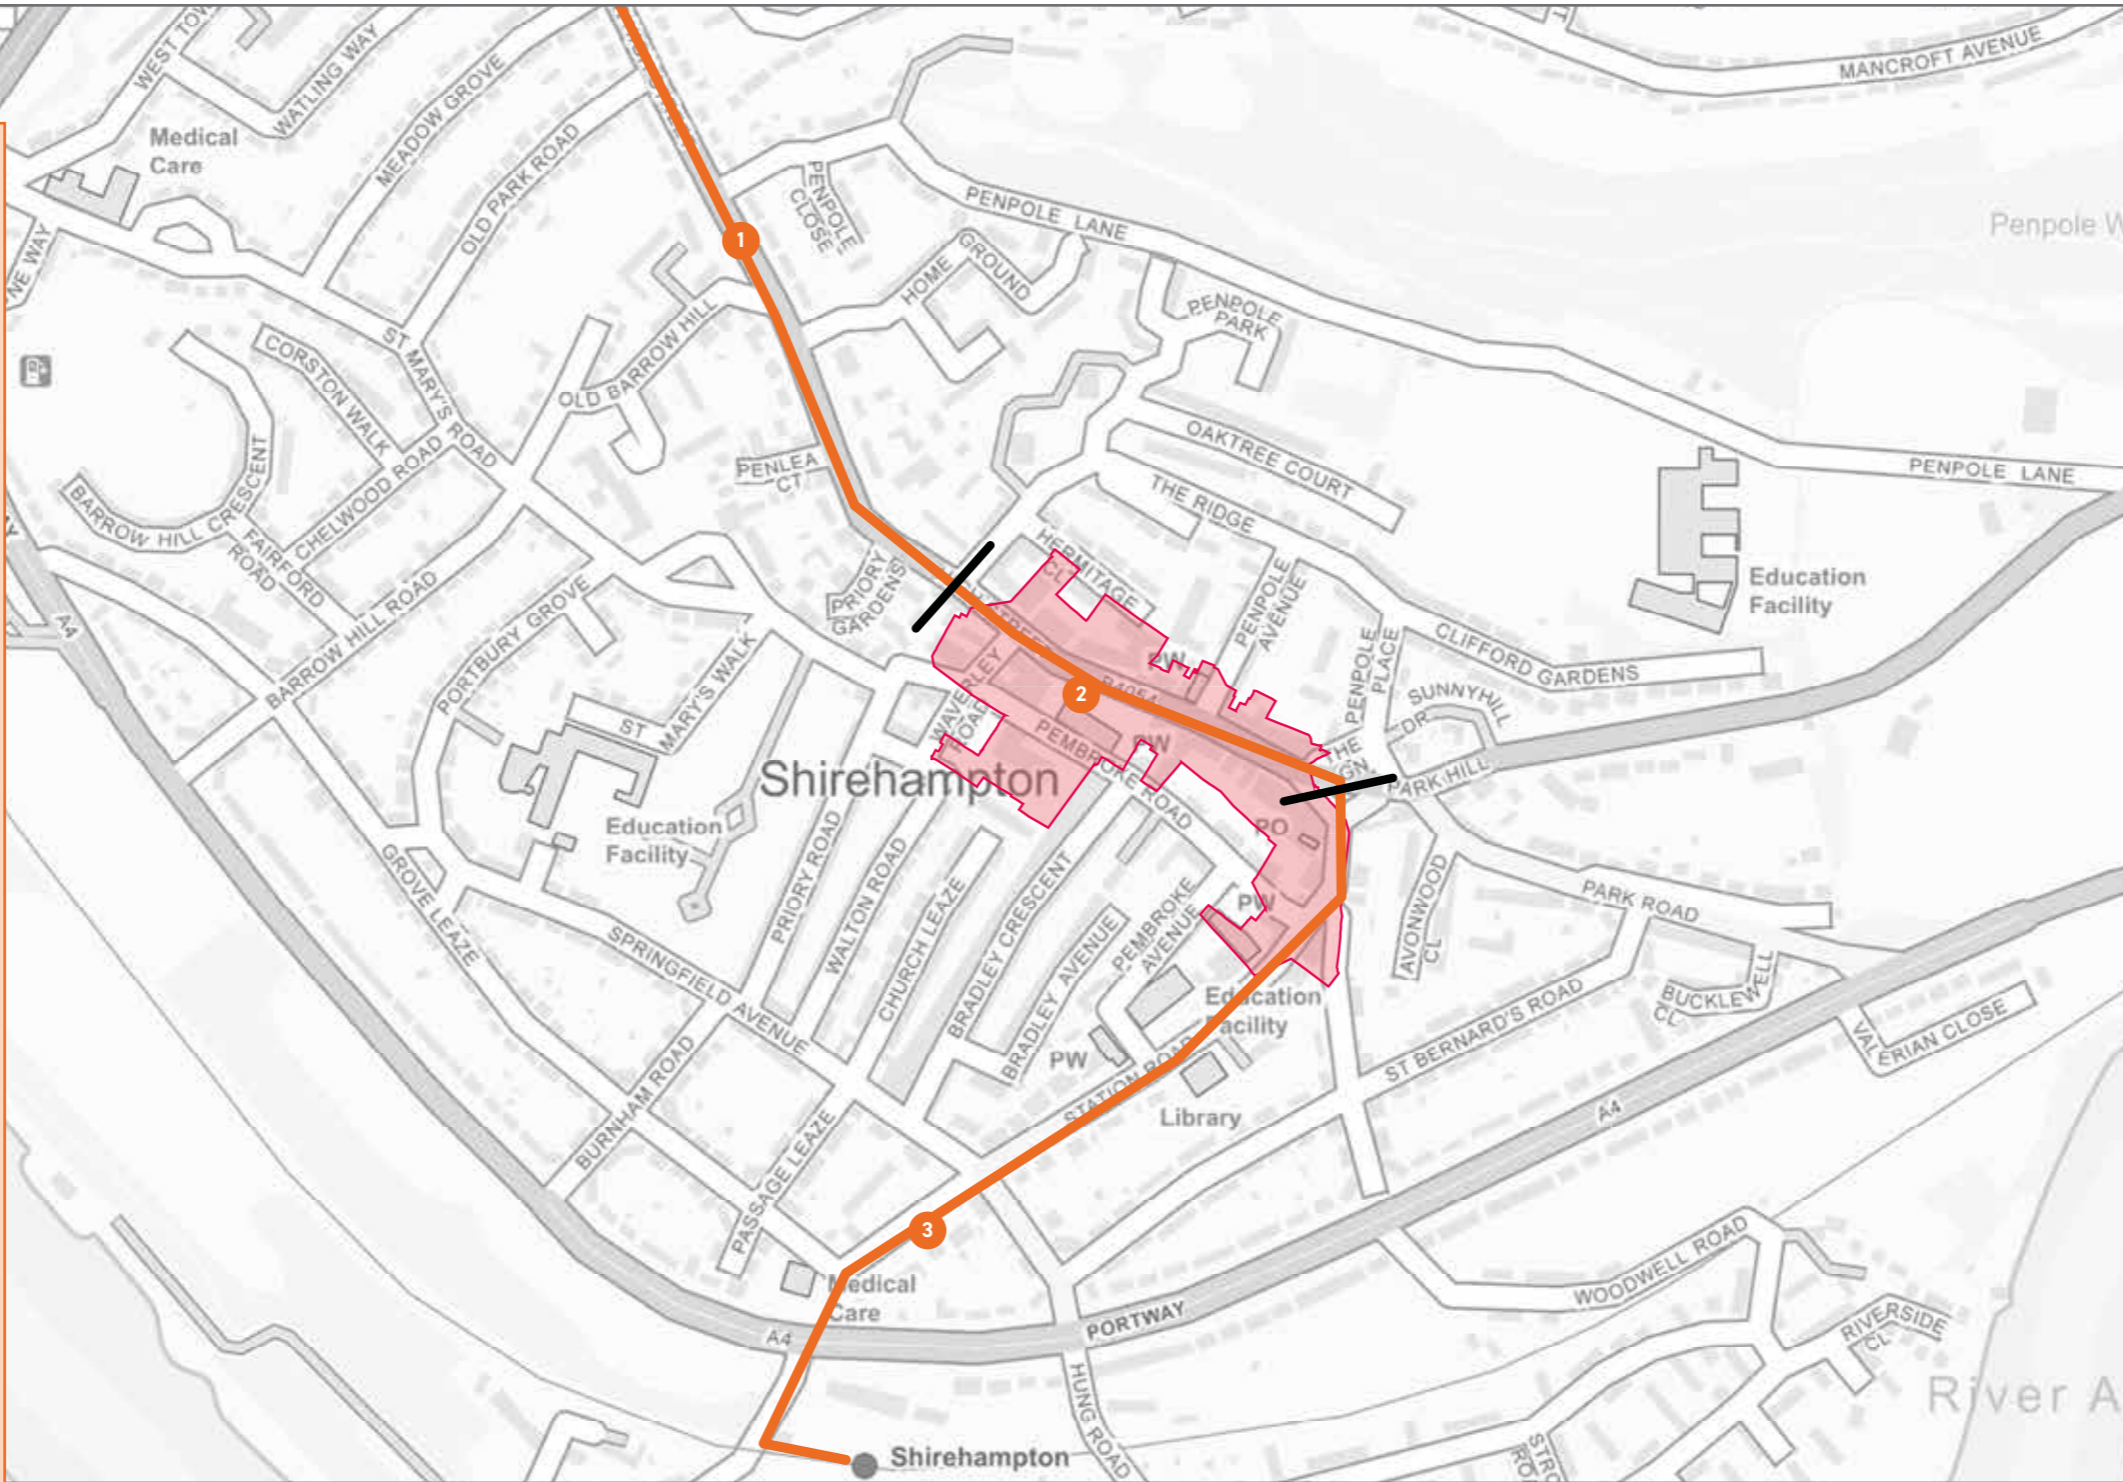 MANCROFT AVENUE
WEST TOW
WATLING WAY
MEADOW GROVE
OLD PARK ROAD
Medical
Care
PENPOLE
CLOSE
PENPOLE LANE
1
HOME
GROUND
PENPOLE
PARK
Penpole W
NE WAY
ST MARY'S ROAD
CORSTON WALK
OLD BARROW HILL
PENLEA
CT
OAKTREE COURT
PENPOLE LANE
THE RIDGE
BARROW HILL CRESCENT
CHELWOOD ROAD
FAIRFORD
ROAD
BARROW HILL ROAD
PORTBURY GROVE
PRIORY
GARDENS
HERMITAGE
CL
PENPOLE
AVENUE
Education
Facility
A4
CLIFFORD GARDENS
PENPOLE
PLACE
SUNNYHILL
DR
PW
B4054
2
WAVERLEY
ROAD
PEMBROKE ROAD
PW
THE
PARK HILL
ST
MARY'S WALK
Shirehampton
Education
Facility
PO
PW
PRIORY ROAD
WALTON ROAD
CHURCH LEAZE
BRADLEY CRESCENT
BRADLEY AVENUE
PEMBROKE
AVENUE
AVONWOOD
CL
PARK ROAD
GROVE LEAZE
SPRINGFIELD AVENUE
Education
Facility
BUCKLEWELL
CL
ST BERNARD'S ROAD
VALERIAN CLOSE
PW
STATION ROAD
Library
A4
BURNHAM ROAD
PASSAGE LEAZE
3
Medical
Care
A4
PORTWAY
WOODWELL ROAD
RIVERSIDE
CL
HUNG ROAD
River A
Shirehampton